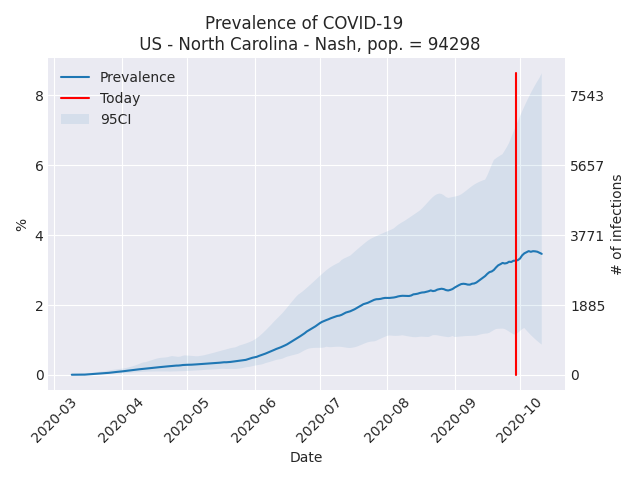 Prevalence of COVID-19
US - North Carolina - Nash, pop. = 94298
Prevalence
Today
95CI
8
6
4
2
0
%
7543
5657
3771
1885
0
# of infections
2020-03
2020-04
2020-05
2020-06
2020-07
2020-08
2020-09
2020-10
Date